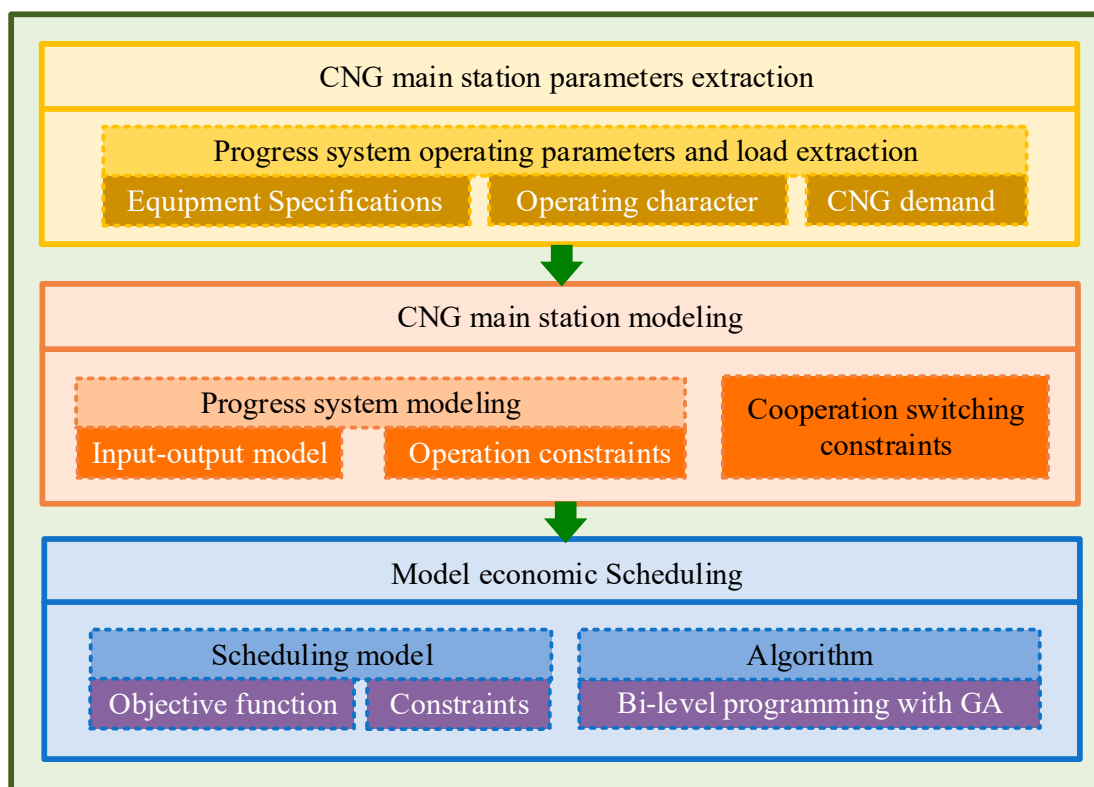 CNG main station parameters extraction
Progress system operating parameters and load extraction
Equipment Specifications
Operating character
CNG demand
CNG main station modeling
Progress system modeling
Input-output model
Operation constraints
Cooperation switching
constraints
Model economic Scheduling
Scheduling model
Objective function
Constraints
Algorithm
Bi-level programming with GA